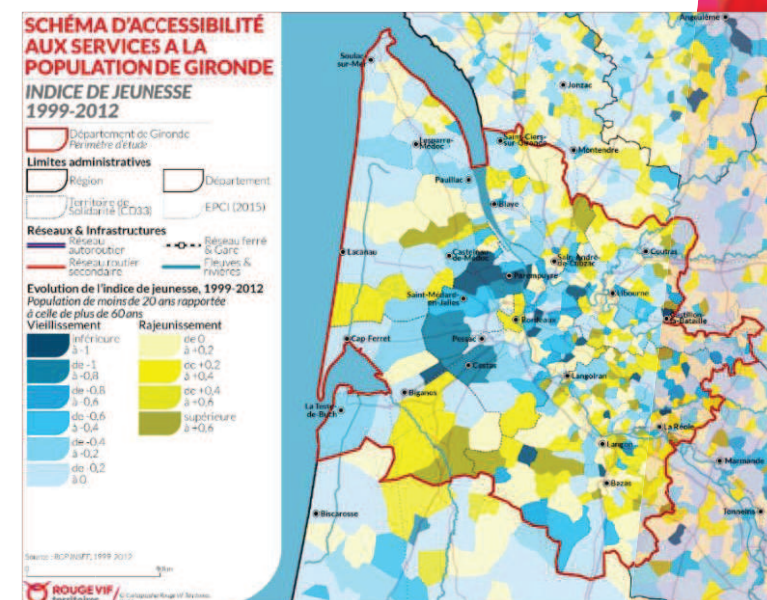 SCHÉMA D'ACCESSIBILITÉ
AUX SERVICES A LA
POPULATION DE GIRONDE
INDICE DE JEUNESSE
1999-2012
Département de Gironde
Périmètre d'étude
Limites administratives
Région
Département
Territoire de
Solidarité (CD33)
EPCI (2015)
Réseaux & Infrastructures
Réseau
autoroutier
Réseau ferré
& Gare
Réseau routier
secondaire
Fleuves &
rivières
Evolution de l'indice de jeunesse, 1999-2012
Population de moins de 20 ans rapportée
à celle de plus de 60 ans
Vieillissement
Rajeunissement
inférieure
à -1
de -1
à -0,8
de -0,8
à -0,6
de -0,6
à -0,4
de -0,4
à -0,2
de -0,2
à 0
de 0
à +0,2
de +0,2
à +0,4
de +0,4
à +0,6
supérieure
à +0,6
0
ROUGE VIF
territoires
Angoulême
Soulac
sur-Mer
Jonzac
Lesparre-
Médoc
Saint-Ciers-
sur-Gironde
Montendre
Pauillac
Blaye
Lacanau
Castelnau-
de-Médoc
Saint-André-
de-Cubzac
Coutras
Parempuyre
Saint-Médard-
en-Jalles
Libourne
Bordeaux
Castillon-
la-Bataille
Cap Ferret
Pessac
Cestas
Langoiran
Biganos
La Teste-
de-Buch
La Réole
Langon
Marmande
Bazas
Biscarosse
Tonneins